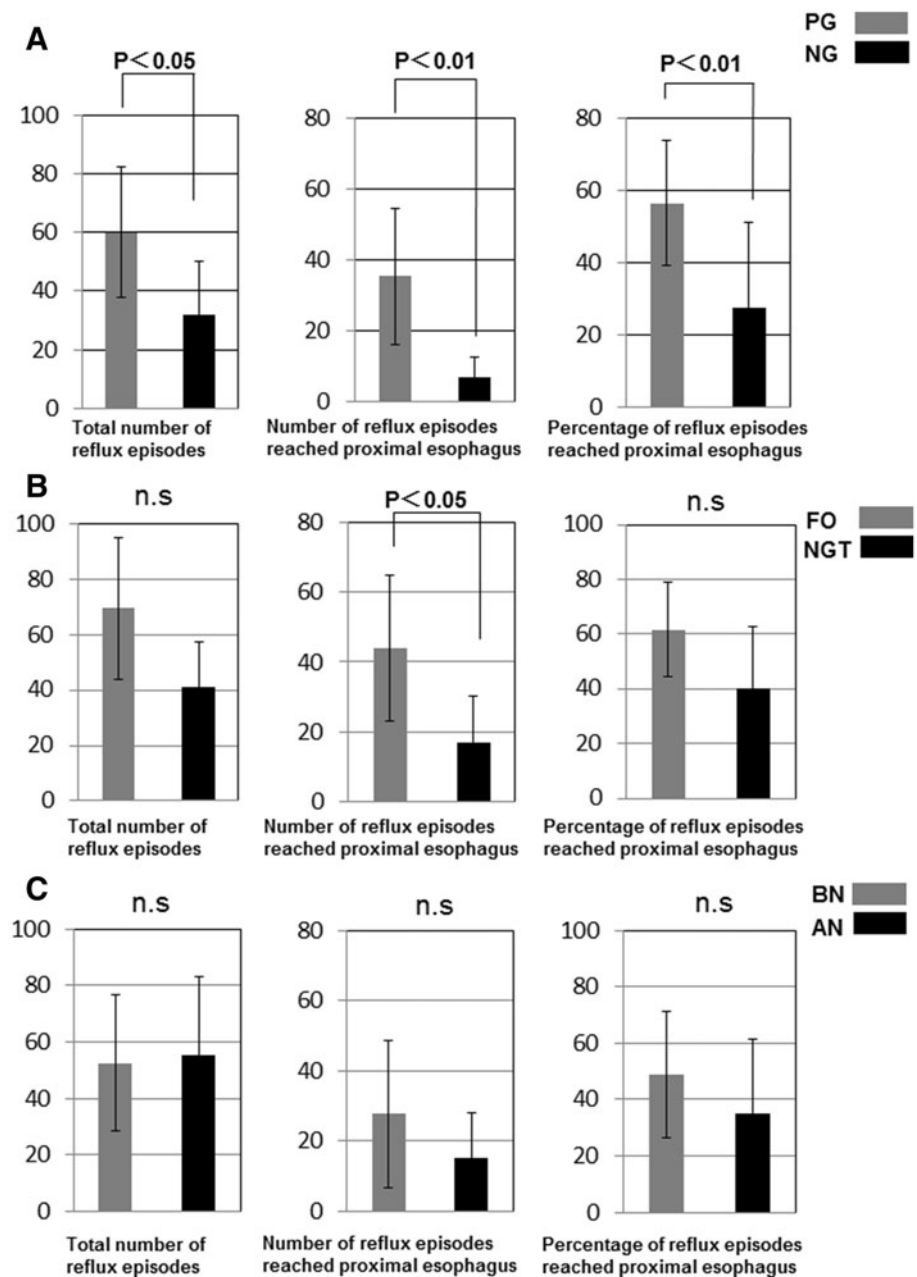 A
PG
NG
P<0.05
P<0.01
P<0.01
100
80
60
40
20
0
80
60
40
20
0
80
60
40
20
0
Total number of
reflux episodes
Number of reflux episodes
reached proximal esophagus
Percentage of reflux episodes
reached proximal esophagus
B
FO
NGT
n.s
P<0.05
n.s
100
80
60
40
20
0
80
60
40
20
0
100
80
60
40
20
0
Total number of
reflux episodes
Number of reflux episodes
reached proximal esophagus
Percentage of reflux episodes
reached proximal esophagus
C
BN
AN
n.s
n.s
n.s
100
80
60
40
20
0
80
60
40
20
0
100
80
60
40
20
0
Total number of
reflux episodes
Number of reflux episodes
reached proximal esophagus
Percentage of reflux episodes
reached proximal esophagus